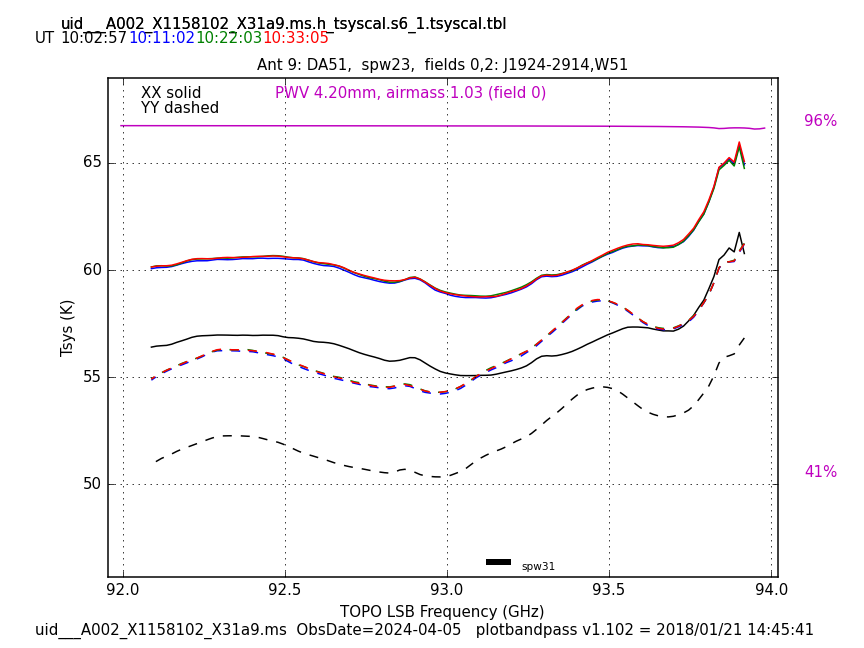 uid___A002_X1158102_X31a9.ms.h_tsyscal.s6_1.tsyscal.tbl
UT 10:02:57 10:11:02 10:22:03 10:33:05
Ant 9: DA51, spw23, fields 0,2: J1924-2914,W51
XX solid PWV 4.20mm, airmass 1.03 (field 0)
YY dashed
96%
65
60
Tsys (K)
55
50
41%
spw31
92.0 92.5 93.0 93.5 94.0
TOPO LSB Frequency (GHz)
uid___A002_X1158102_X31a9.ms ObsDate=2024-04-05 plotbandpass v1.102 = 2018/01/21 14:45:41